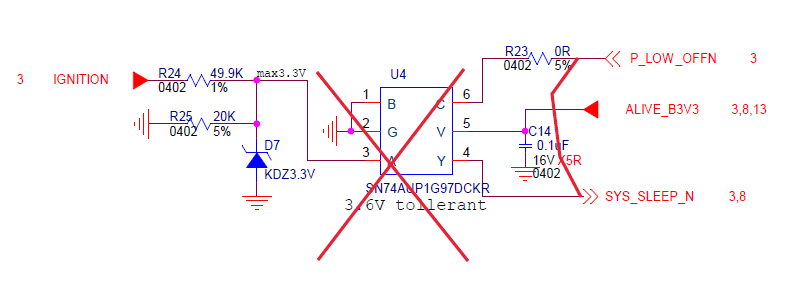 R23 0R
P_LOW_OFFN 3
0402 5%
U4
3 IGNITION R24 49.9K max3.3V
0402 1%
1 B C 6
ALIVE_B3V3 3,8,13
R25 20K
0402 5%
2 G V 5
C14
0.1uF
D7
3 A Y 4
16V X5R
KDZ3.3V
0402
SN74AUP1G97DCKR
SYS_SLEEP_N 3,8
3.6V tollerant